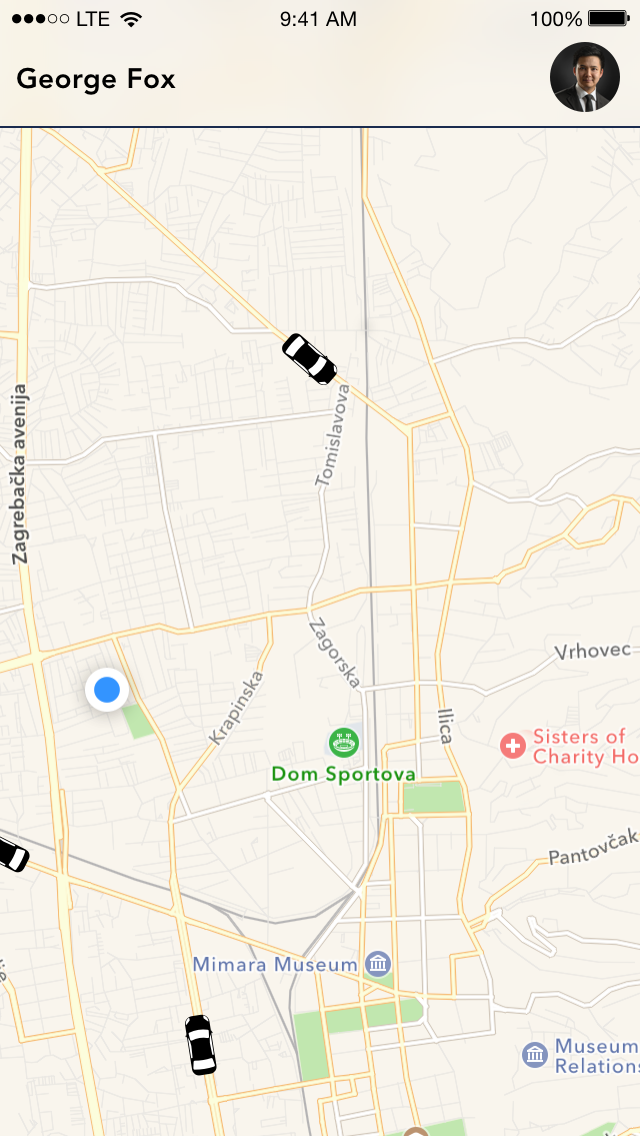 LTE 9:41 AM 100%
George Fox
Zagrebačka avenija
Tomislavova
Zagorska
Vrhovec
Krapinska
Ilica
Sisters of
Charity Ho
Dom Sportova
Pantovčak
Mimara Museum
Museum
Relations